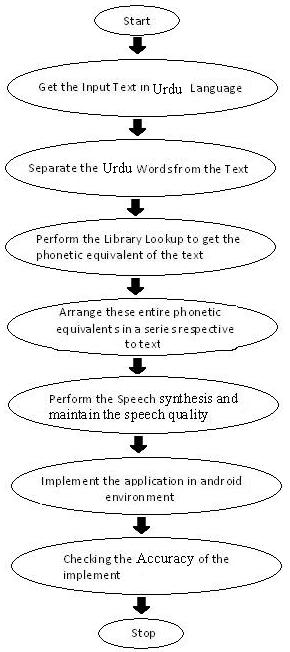 Start
Get the Input Text in Urdu Language
Separate the Urdu Words from the Text
Perform the Library Lookup to get the
phonetic equivalent of the text
Arrange these entire phonetic
equivalents in a series respective
to text
Perform the Speech synthesis and
maintain the speech quality
Implement the application in android
environment
Checking the Accuracy of the
implement
Stop